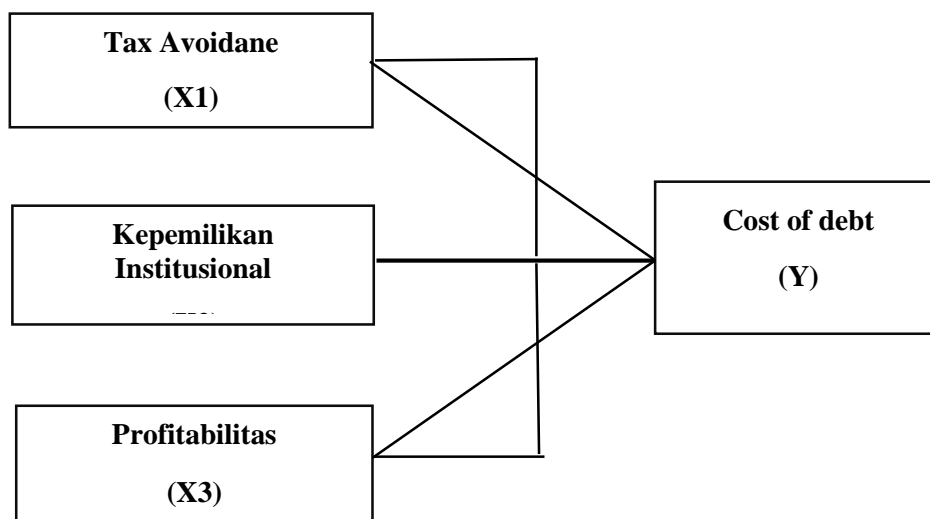 Tax Avoidane
(X1)
Kepemilikan
Institusional
Cost of debt
(Y)
Profitabilitas
(X3)